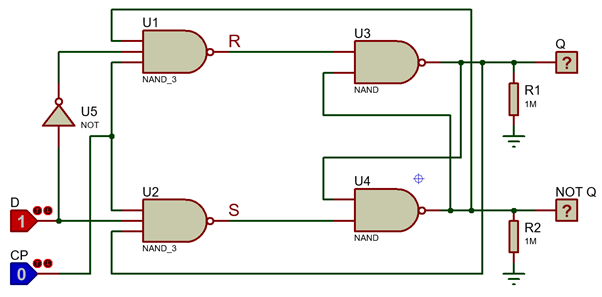 U1
R
NAND_3
U3
NAND
Q
?
R1
1M
U5
NOT
U2
S
NAND_3
U4
NAND
NOT Q
?
R2
1M
D
1
CP
0